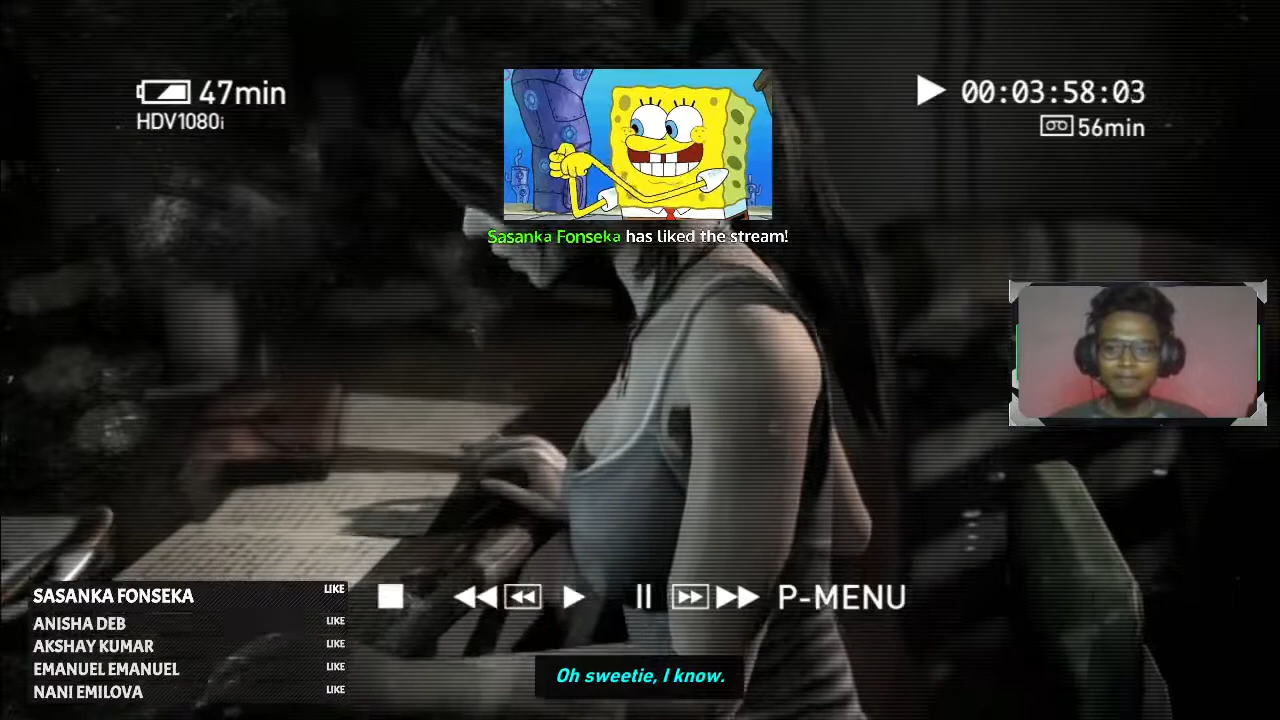 47min
HDV1080i
00:03:58:03
56min
Sasanka Fonseka has liked the stream!
SASANKA FONSEKA LIKE
ANISHA DEB LIKE
AKSHAY KUMAR LIKE
EMANUEL EMANUEL LIKE
NANI EMILOVA LIKE
P-MENU
Oh sweetie, I know.